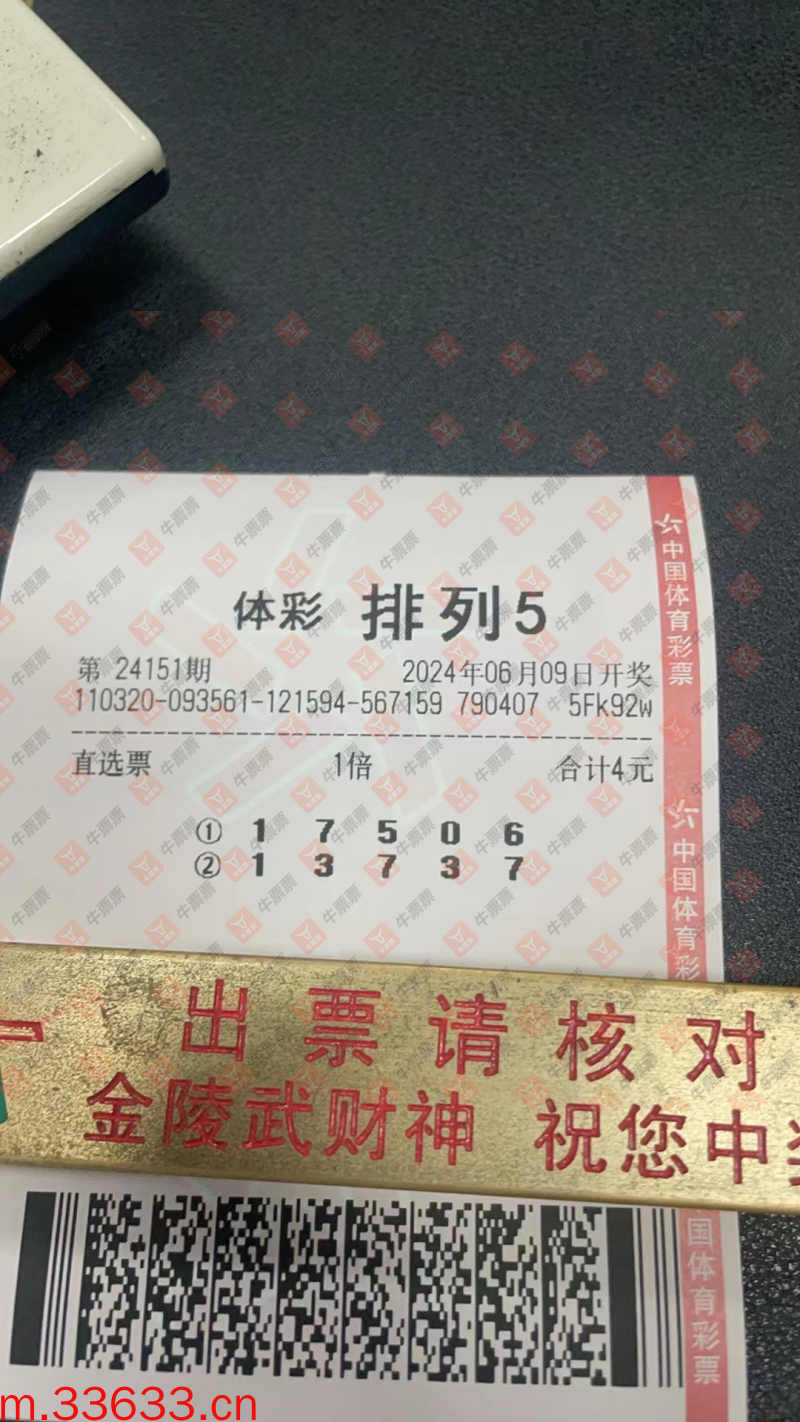 体彩 排列5
第 24151期 2024年06月09日开奖
110320-093561-121594-567159 790407 5Fk92w
直选票 1倍 合计4元
① 1 7 5 0 6
② 1 3 7 3 7
中国体育彩票
中国体育彩
出票请核对
金陵武财神 祝您中
国体育彩票
牛票票
m.33633.cn